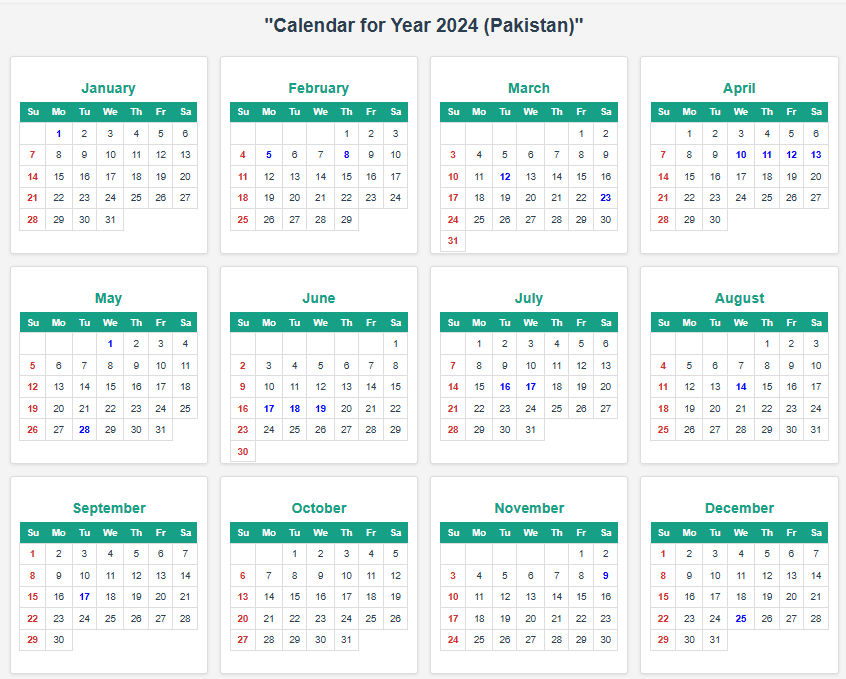 "Calendar for Year 2024 (Pakistan)"
January
Su Mo Tu We Th Fr Sa
1 2 3 4 5 6
7 8 9 10 11 12 13
14 15 16 17 18 19 20
21 22 23 24 25 26 27
28 29 30 31
February
Su Mo Tu We Th Fr Sa
1 2 3
4 5 6 7 8 9 10
11 12 13 14 15 16 17
18 19 20 21 22 23 24
25 26 27 28 29
March
Su Mo Tu We Th Fr Sa
1 2
3 4 5 6 7 8 9
10 11 12 13 14 15 16
17 18 19 20 21 22 23
24 25 26 27 28 29 30
31
April
Su Mo Tu We Th Fr Sa
1 2 3 4 5 6
7 8 9 10 11 12 13
14 15 16 17 18 19 20
21 22 23 24 25 26 27
28 29 30
May
Su Mo Tu We Th Fr Sa
1 2 3 4
5 6 7 8 9 10 11
12 13 14 15 16 17 18
19 20 21 22 23 24 25
26 27 28 29 30 31
June
Su Mo Tu We Th Fr Sa
1
2 3 4 5 6 7 8
9 10 11 12 13 14 15
16 17 18 19 20 21 22
23 24 25 26 27 28 29
30
July
Su Mo Tu We Th Fr Sa
1 2 3 4 5 6
7 8 9 10 11 12 13
14 15 16 17 18 19 20
21 22 23 24 25 26 27
28 29 30 31
August
Su Mo Tu We Th Fr Sa
1 2 3
4 5 6 7 8 9 10
11 12 13 14 15 16 17
18 19 20 21 22 23 24
25 26 27 28 29 30 31
September
Su Mo Tu We Th Fr Sa
1 2 3 4 5 6 7
8 9 10 11 12 13 14
15 16 17 18 19 20 21
22 23 24 25 26 27 28
29 30
October
Su Mo Tu We Th Fr Sa
1 2 3 4 5
6 7 8 9 10 11 12
13 14 15 16 17 18 19
20 21 22 23 24 25 26
27 28 29 30 31
November
Su Mo Tu We Th Fr Sa
1 2
3 4 5 6 7 8 9
10 11 12 13 14 15 16
17 18 19 20 21 22 23
24 25 26 27 28 29 30
December
Su Mo Tu We Th Fr Sa
1 2 3 4 5 6 7
8 9 10 11 12 13 14
15 16 17 18 19 20 21
22 23 24 25 26 27 28
29 30 31